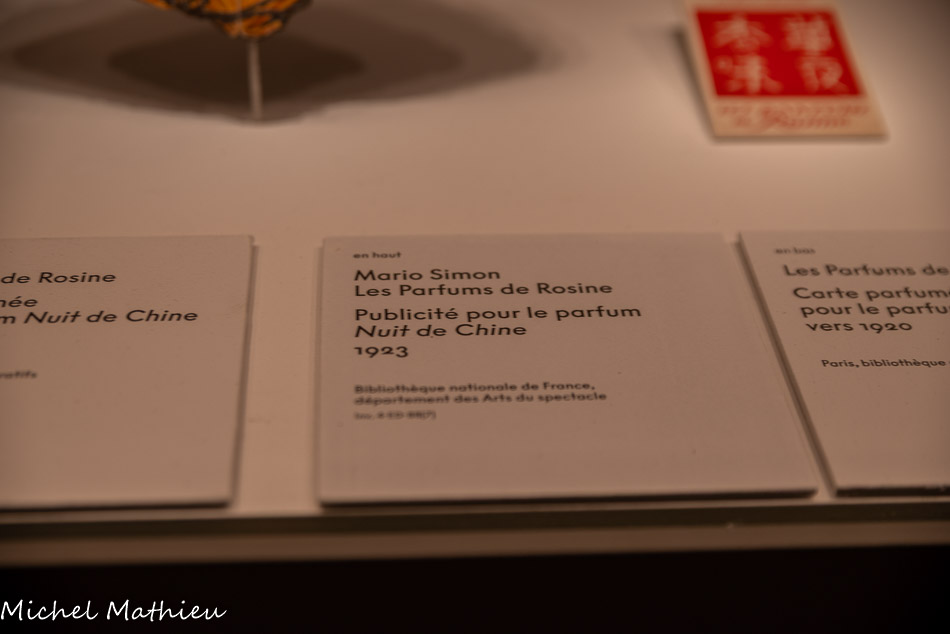 de Rosine
née
m Nuit de Chine
ratifs
en haut
Mario Simon
Les Parfums de Rosine
Publicité pour le parfum
Nuit de Chine
1923
Bibliothèque nationale de France,
département des Arts du spectacle
en bas
Les Parfums de
Carte parfum
pour le parfu
vers 1920
Paris, bibliothèque
Michel Mathieu